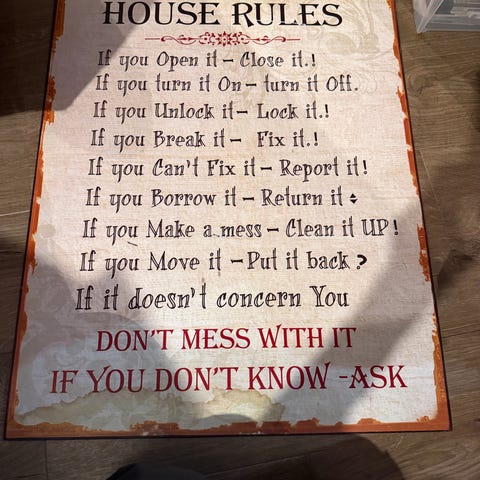 HOUSE RULES
If you Open it – Close it.!
If you turn it On – turn it Off.
If you Unlock it – Lock it.!
If you Break it – Fix it.!
If you Can't Fix it – Report it!
If you Borrow it – Return it
If you Make a mess – Clean it UP!
If you Move it – Put it back?
If it doesn't concern You
DON'T MESS WITH IT
IF YOU DON'T KNOW -ASK